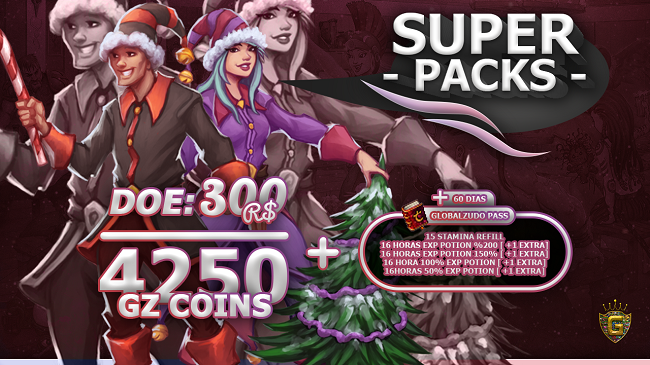 SUPER
- PACKS -
DOE: 300 R$
4250
GZ COINS
+
+ 60 DIAS
GLOBALZUDO PASS
15 STAMINA REFILE
16 HORAS EXP POTION %200 [ +1 EXTRA]
16 HORAS EXP POTION 150% [ +1 EXTRA]
16 HORA 100% EXP POTION [ +1 EXTRA]
16HORAS 50% EXP POTION [ +1 EXTRA]
G